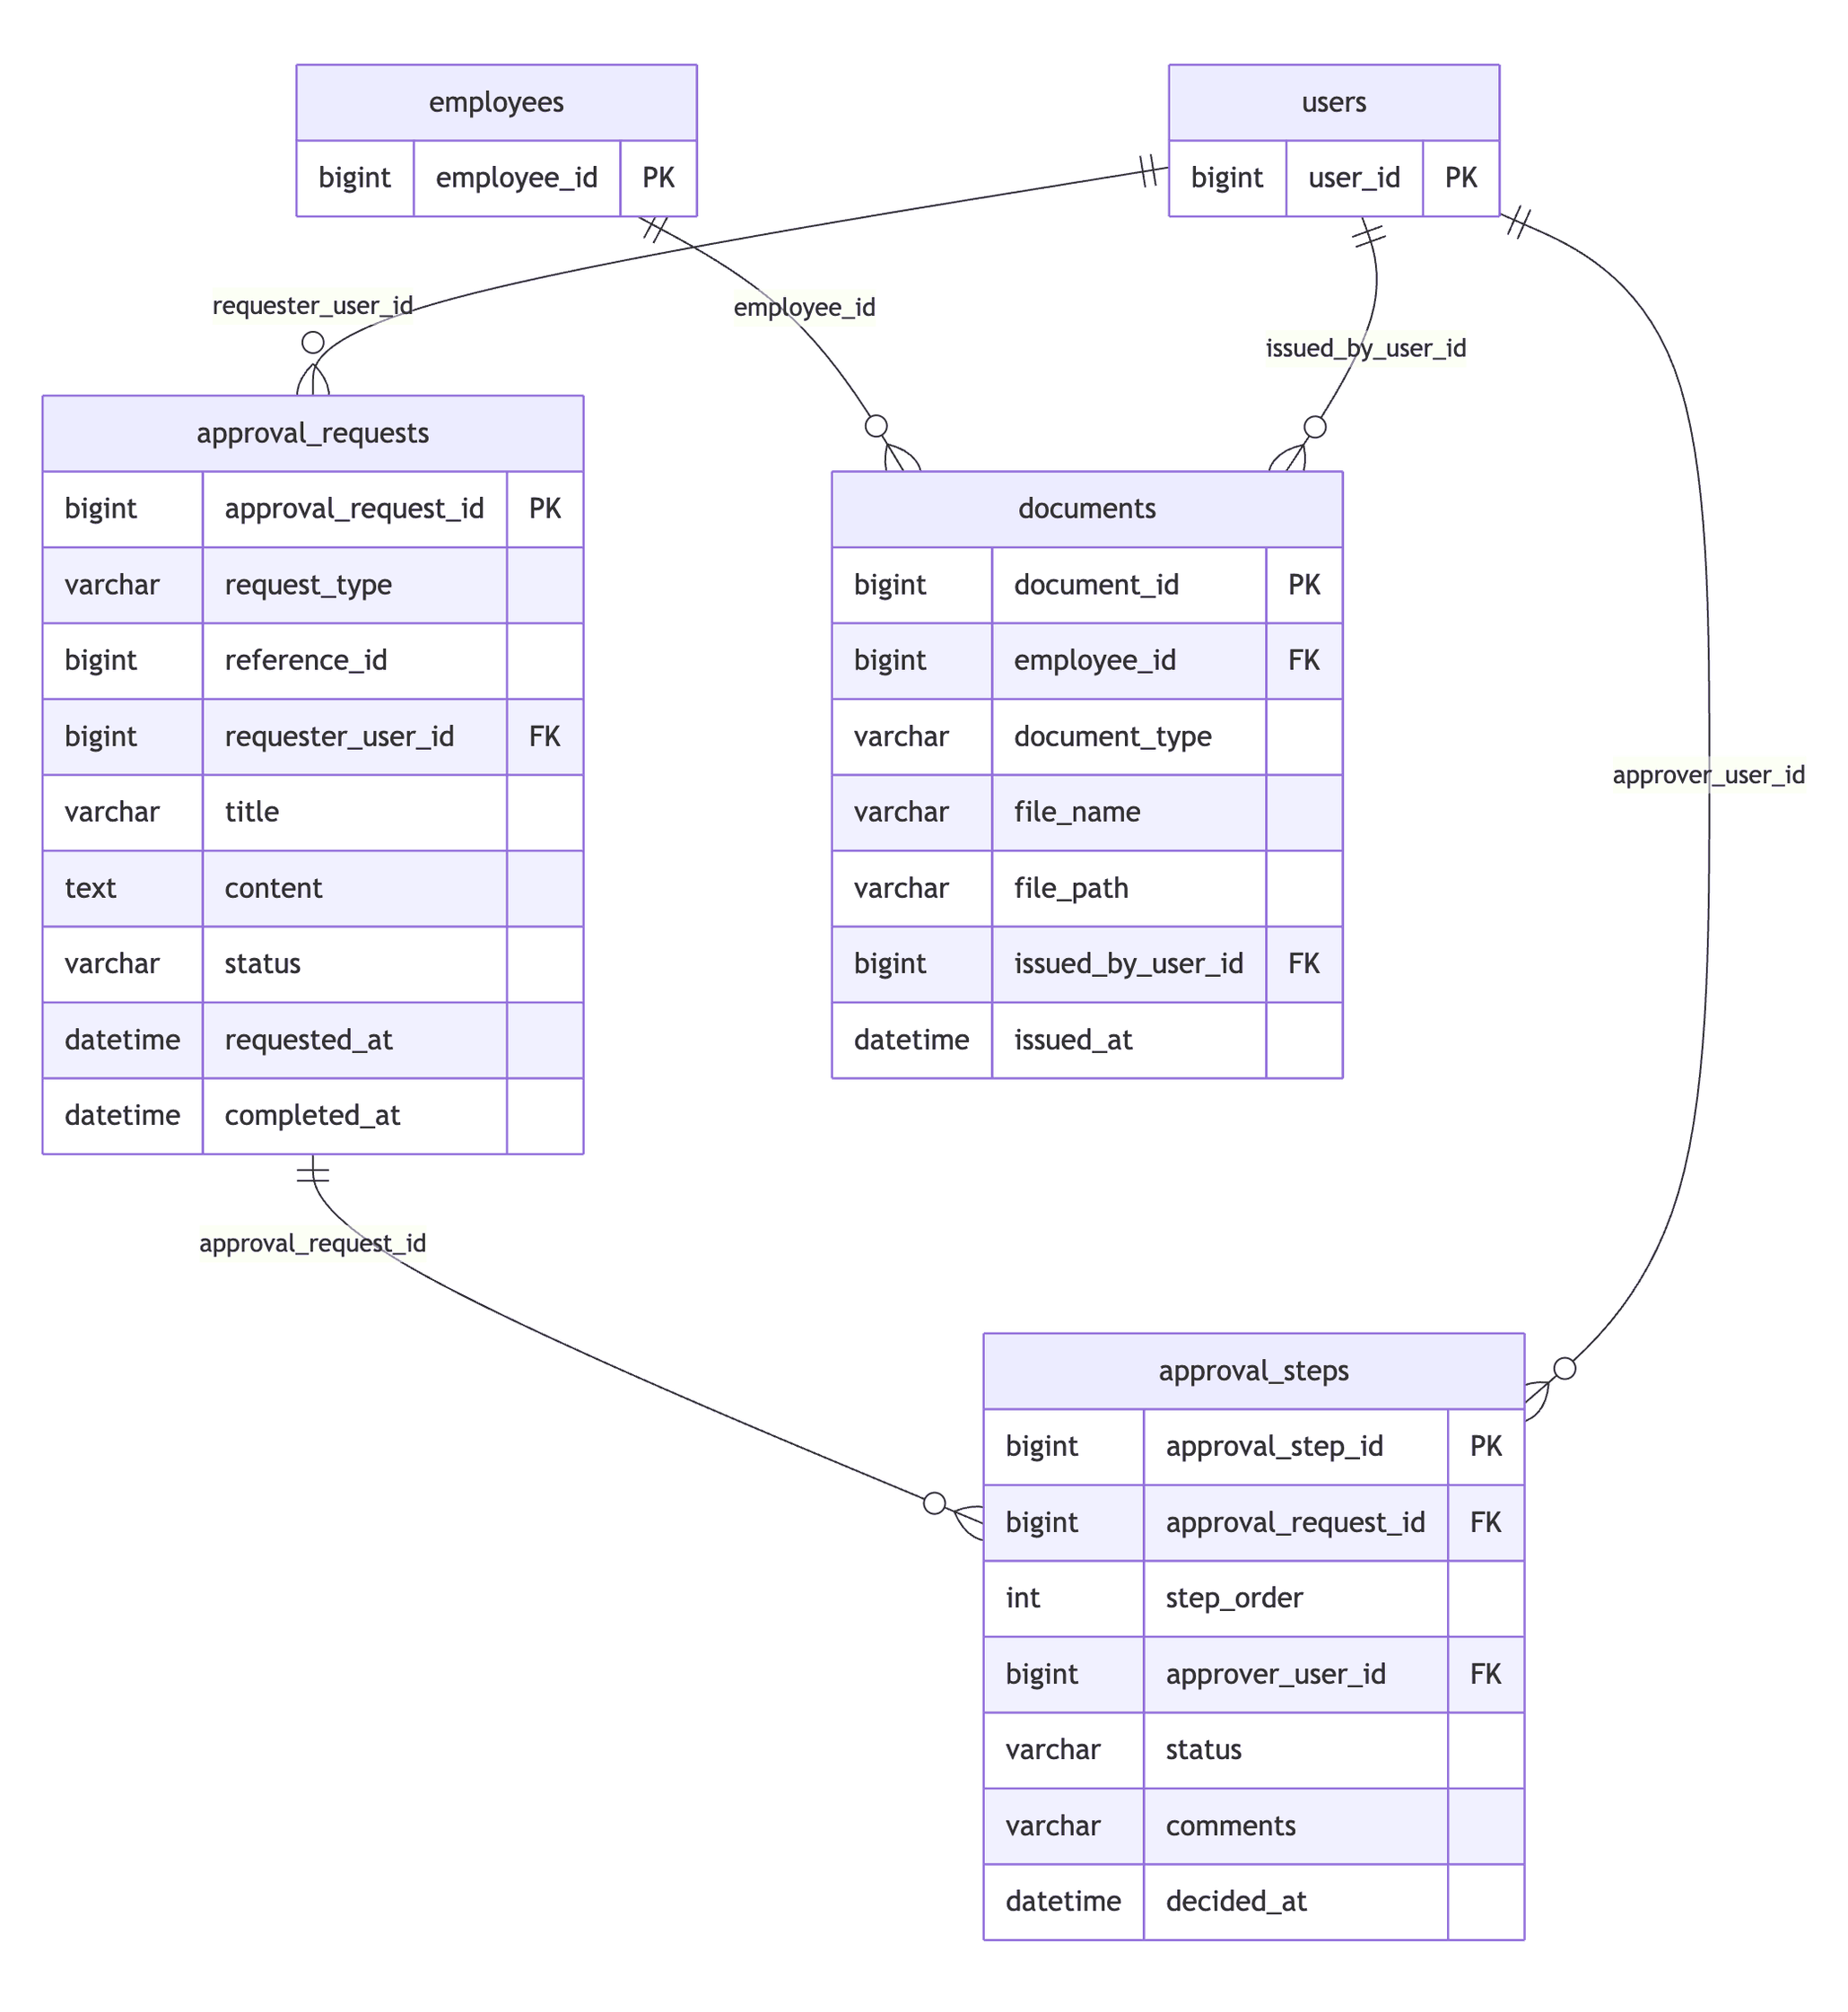 employees
bigint employee_id PK
users
bigint user_id PK
requester_user_id
employee_id
issued_by_user_id
approver_user_id
approval_requests
bigint approval_request_id PK
varchar request_type
bigint reference_id
bigint requester_user_id FK
varchar title
text content
varchar status
datetime requested_at
datetime completed_at
documents
bigint document_id PK
bigint employee_id FK
varchar document_type
varchar file_name
varchar file_path
bigint issued_by_user_id FK
datetime issued_at
approval_request_id
approval_steps
bigint approval_step_id PK
bigint approval_request_id FK
int step_order
bigint approver_user_id FK
varchar status
varchar comments
datetime decided_at